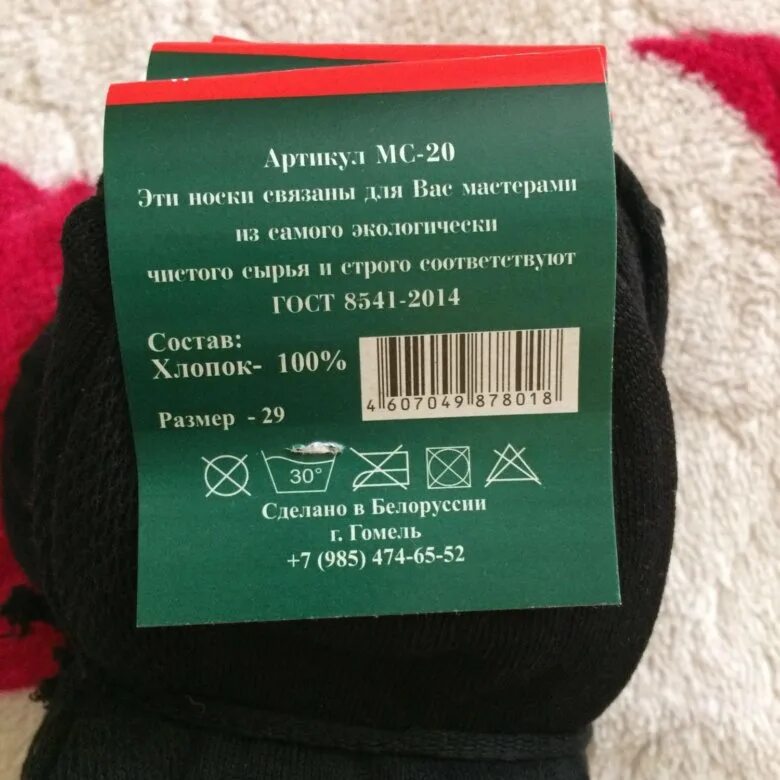 Артикул МС-20
Эти носки связаны для Вас мастерами
из самого экологически
чистого сырья и строго соответствуют
ГОСТ 8541-2014
Состав:
Хлопок- 100%
4 607049 878018
Размер - 29
30°
Сделано в Белоруссии
г. Гомель
+7 (985) 474-65-52